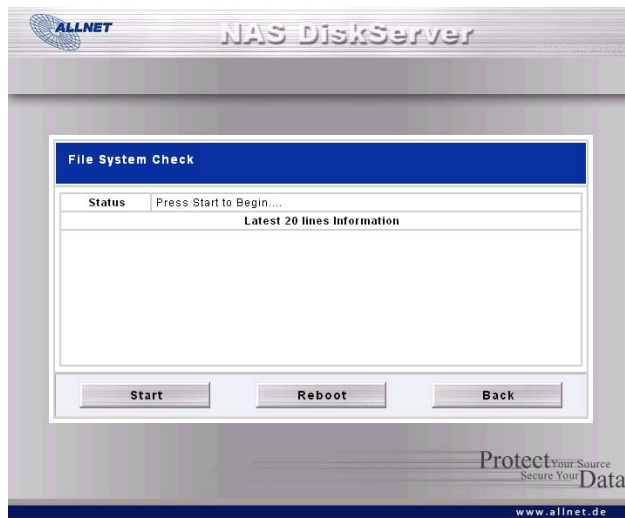 ALLNET
NAS DiskServer
File System Check
Status Press Start to Begin....
Latest 20 lines Information
Start Reboot Back
Protect Your Source
Secure Your Data
www.allnet.de